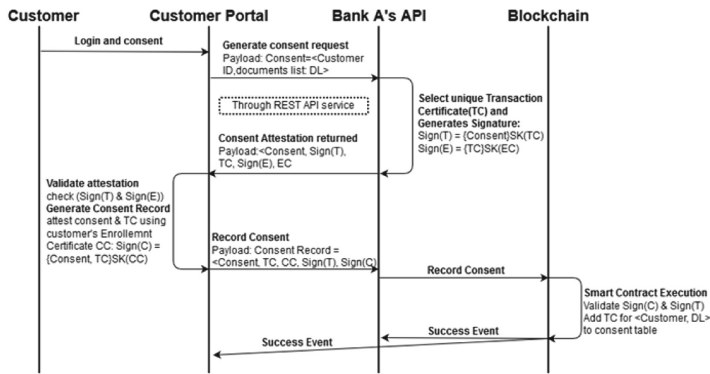 Customer
Customer Portal
Bank A's API
Blockchain
Login and consent
Generate consent request
Payload: Consent=<Customer
ID,documents list: DL>
Through REST API service
Select unique Transaction
Certificate(TC) and
Generates Signature:
Sign(T) = {Consent}SK(TC)
Sign(E) = {TC}SK(EC)
Consent Attestation returned
Payload:<Consent, Sign(T),
TC, Sign(E), EC
Validate attestation
check (Sign(T) & Sign(E))
Generate Consent Record
attest consent & TC using
customer's Enrollemnt
Certificate CC: Sign(C) =
{Consent, TC}SK(CC)
Record Consent
Payload: Consent Record =
<Consent, TC, CC, Sign(T), Sign(C)
Record Consent
Smart Contract Execution
Validate Sign(C) & Sign(T)
Add TC for <Customer, DL>
to consent table
Success Event
Success Event